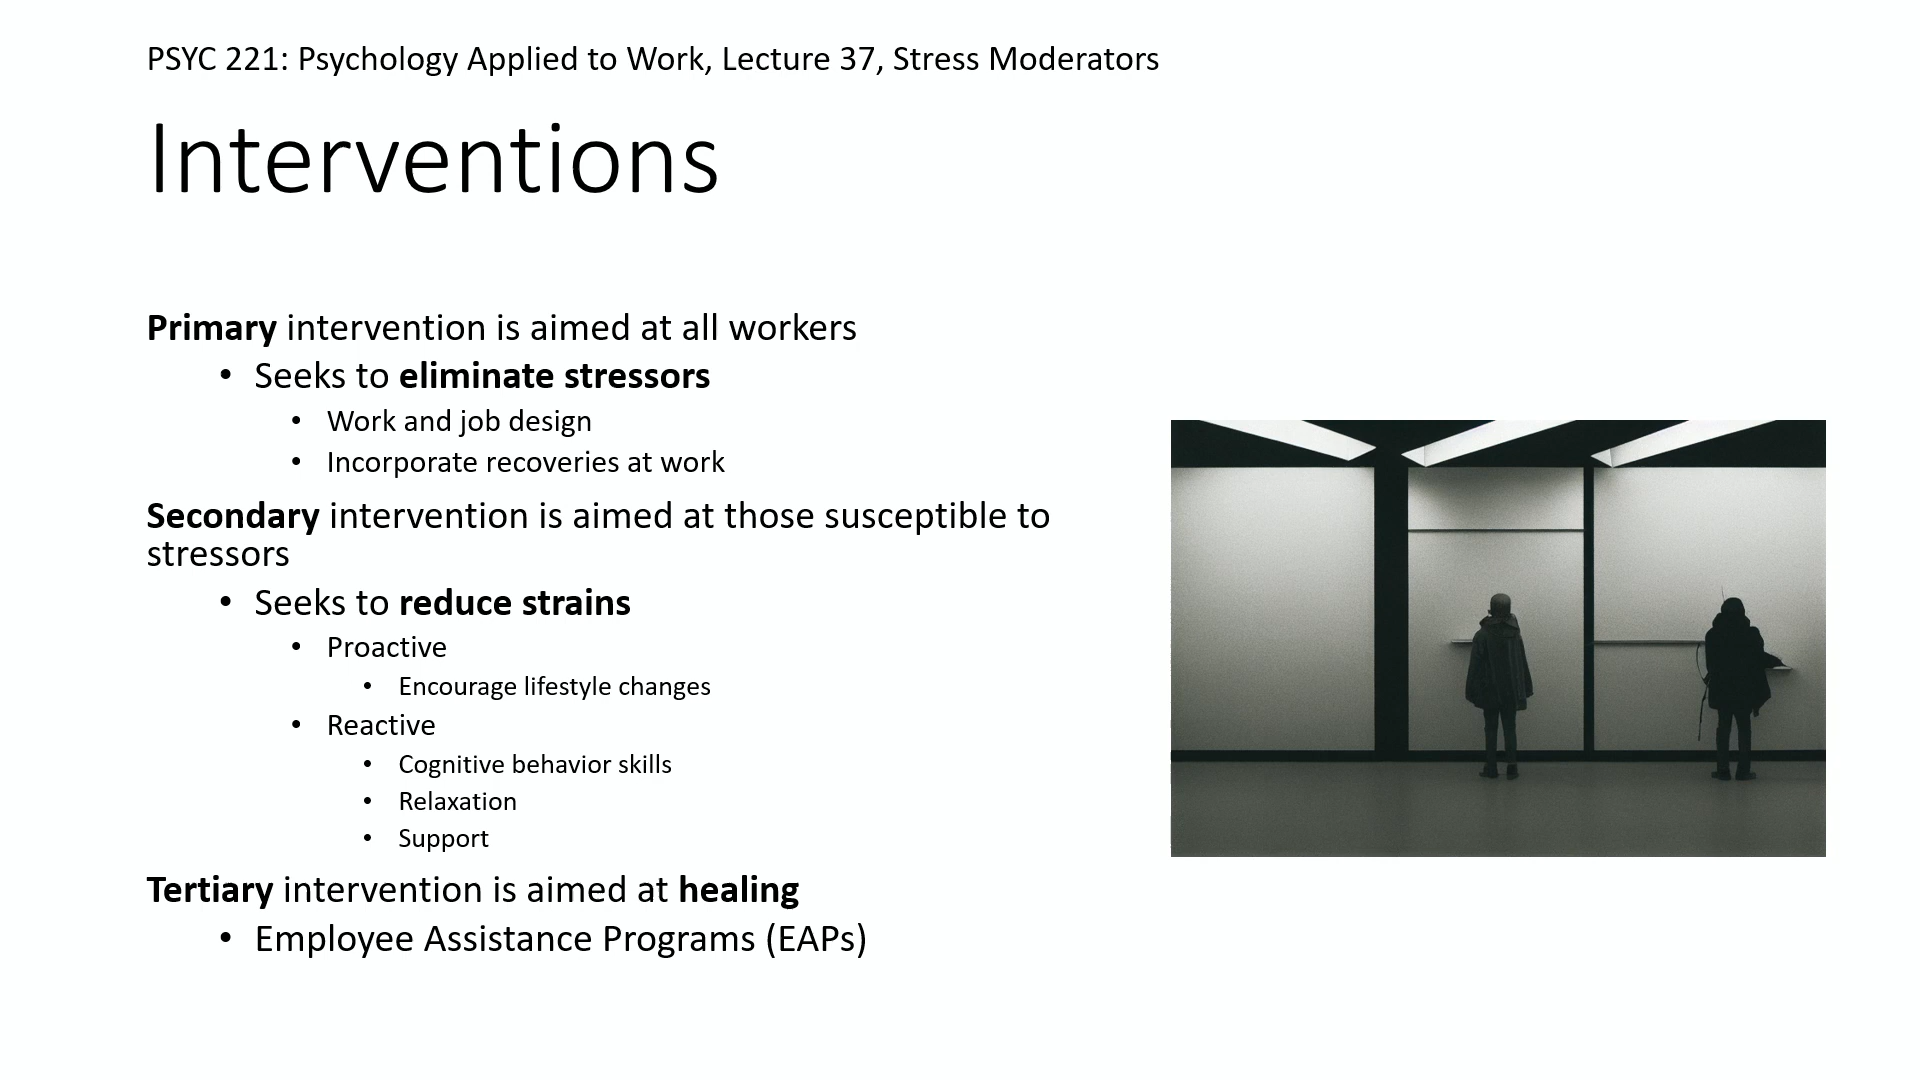 PSYC 221: Psychology Applied to Work, Lecture 37, Stress Moderators
Interventions
Primary intervention is aimed at all workers
• Seeks to eliminate stressors
• Work and job design
• Incorporate recoveries at work
Secondary intervention is aimed at those susceptible to
stressors
• Seeks to reduce strains
• Proactive
• Encourage lifestyle changes
• Reactive
• Cognitive behavior skills
• Relaxation
• Support
Tertiary intervention is aimed at healing
• Employee Assistance Programs (EAPs)